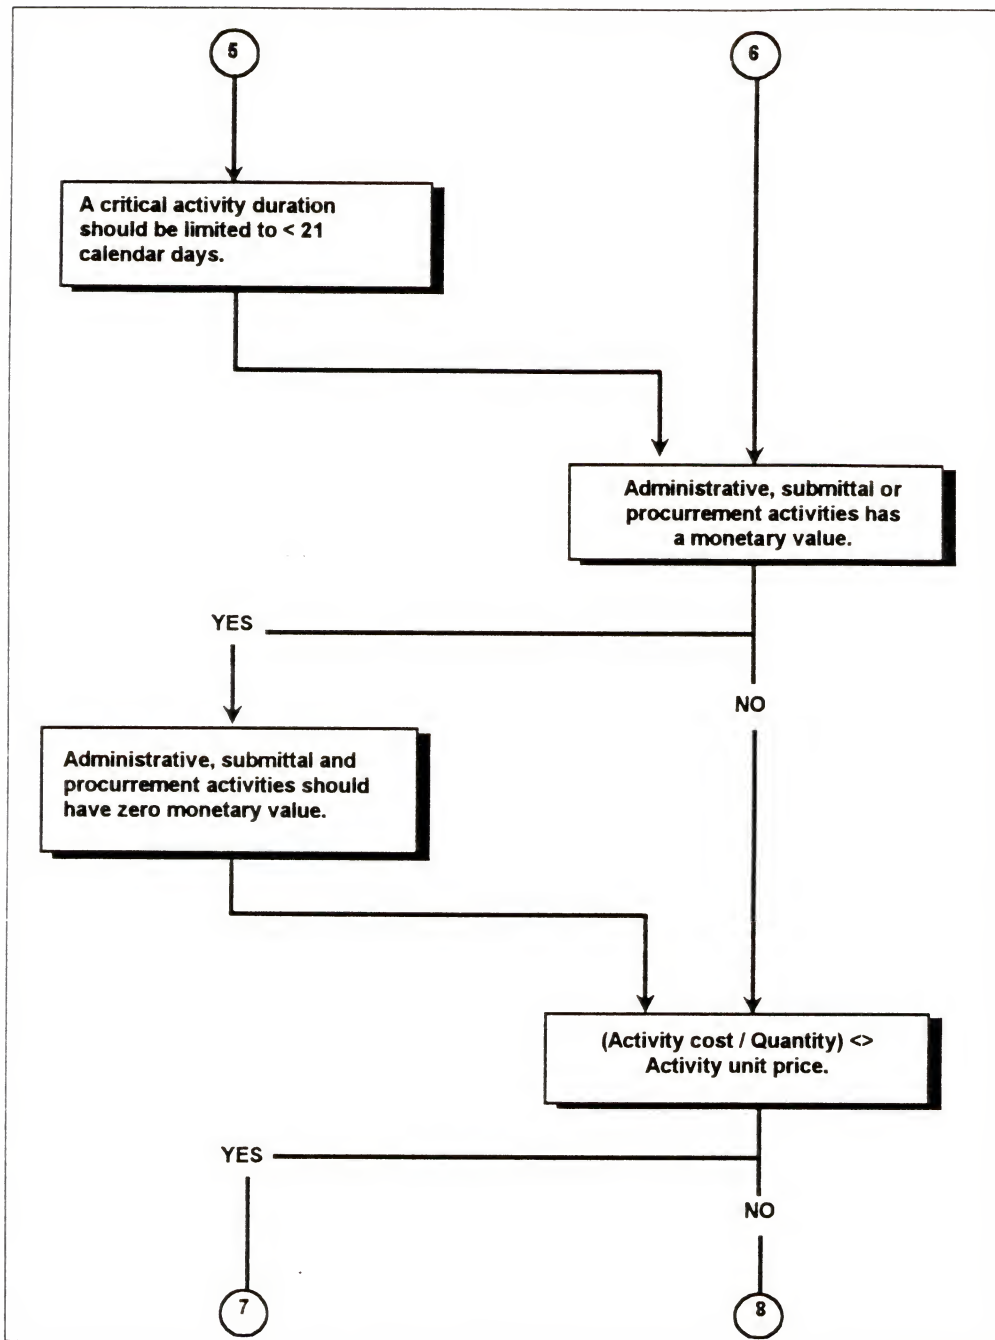 5
6
A critical activity duration
should be limited to < 21
calendar days.
Administrative, submittal or
procurrement activities has
a monetary value.
YES
NO
Administrative, submittal and
procurrement activities should
have zero monetary value.
(Activity cost / Quantity) <>
Activity unit price.
YES
NO
7
8